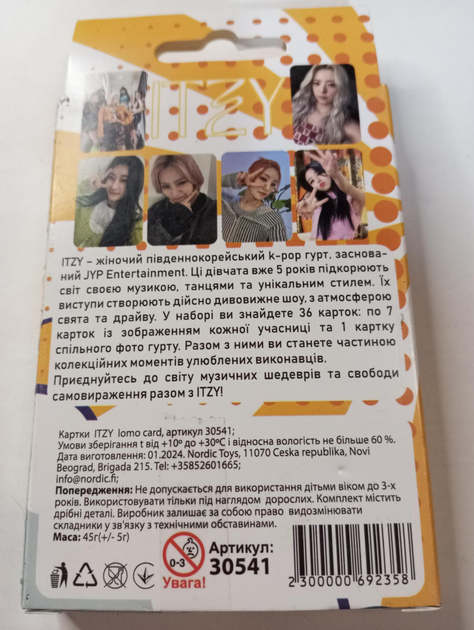 ITZY
ITZY – жіночий південнокорейський k-pop гурт, заснова-
ний JYP Entertainment. Ці дівчата вже 5 років підкорюють
світ своєю музикою, танцями та унікальним стилем. Їх
виступи створюють дійсно дивовижне шоу, з атмосферою
свята та драйву. У наборі ви знайдете 36 карток: по 7
карток із зображенням кожної учасниці та 1 картку
спільного фото гурту. Разом з ними ви станете частиною
колекційних моментів улюблених виконавців.
Приєднуйтесь до світу музичних шедеврів та свободи
самовираження разом з ITZY!
Картки ITZY lomo card, артикул 30541;
Умови зберігання t від +10º до +30ºC і відносна вологість не більше 60 %.
Дата виготовлення: 01.2024. Nordic Toys, 11070 Ceska republika, Novi
Beograd, Brigada 215. Tel: +35852601665;
info@nordic.fi;
Попередження: Не допускається для використання дітьми віком до 3-х
років. Використовувати тільки під наглядом дорослих. Комплект містить
дрібні деталі. Виробник залишає за собою право видозмінювати
складники у зв'язку з технічними обставинами.
Маса: 45г(+/- 5г)
0-3
Увага!
Артикул:
30541
2 300000 692358